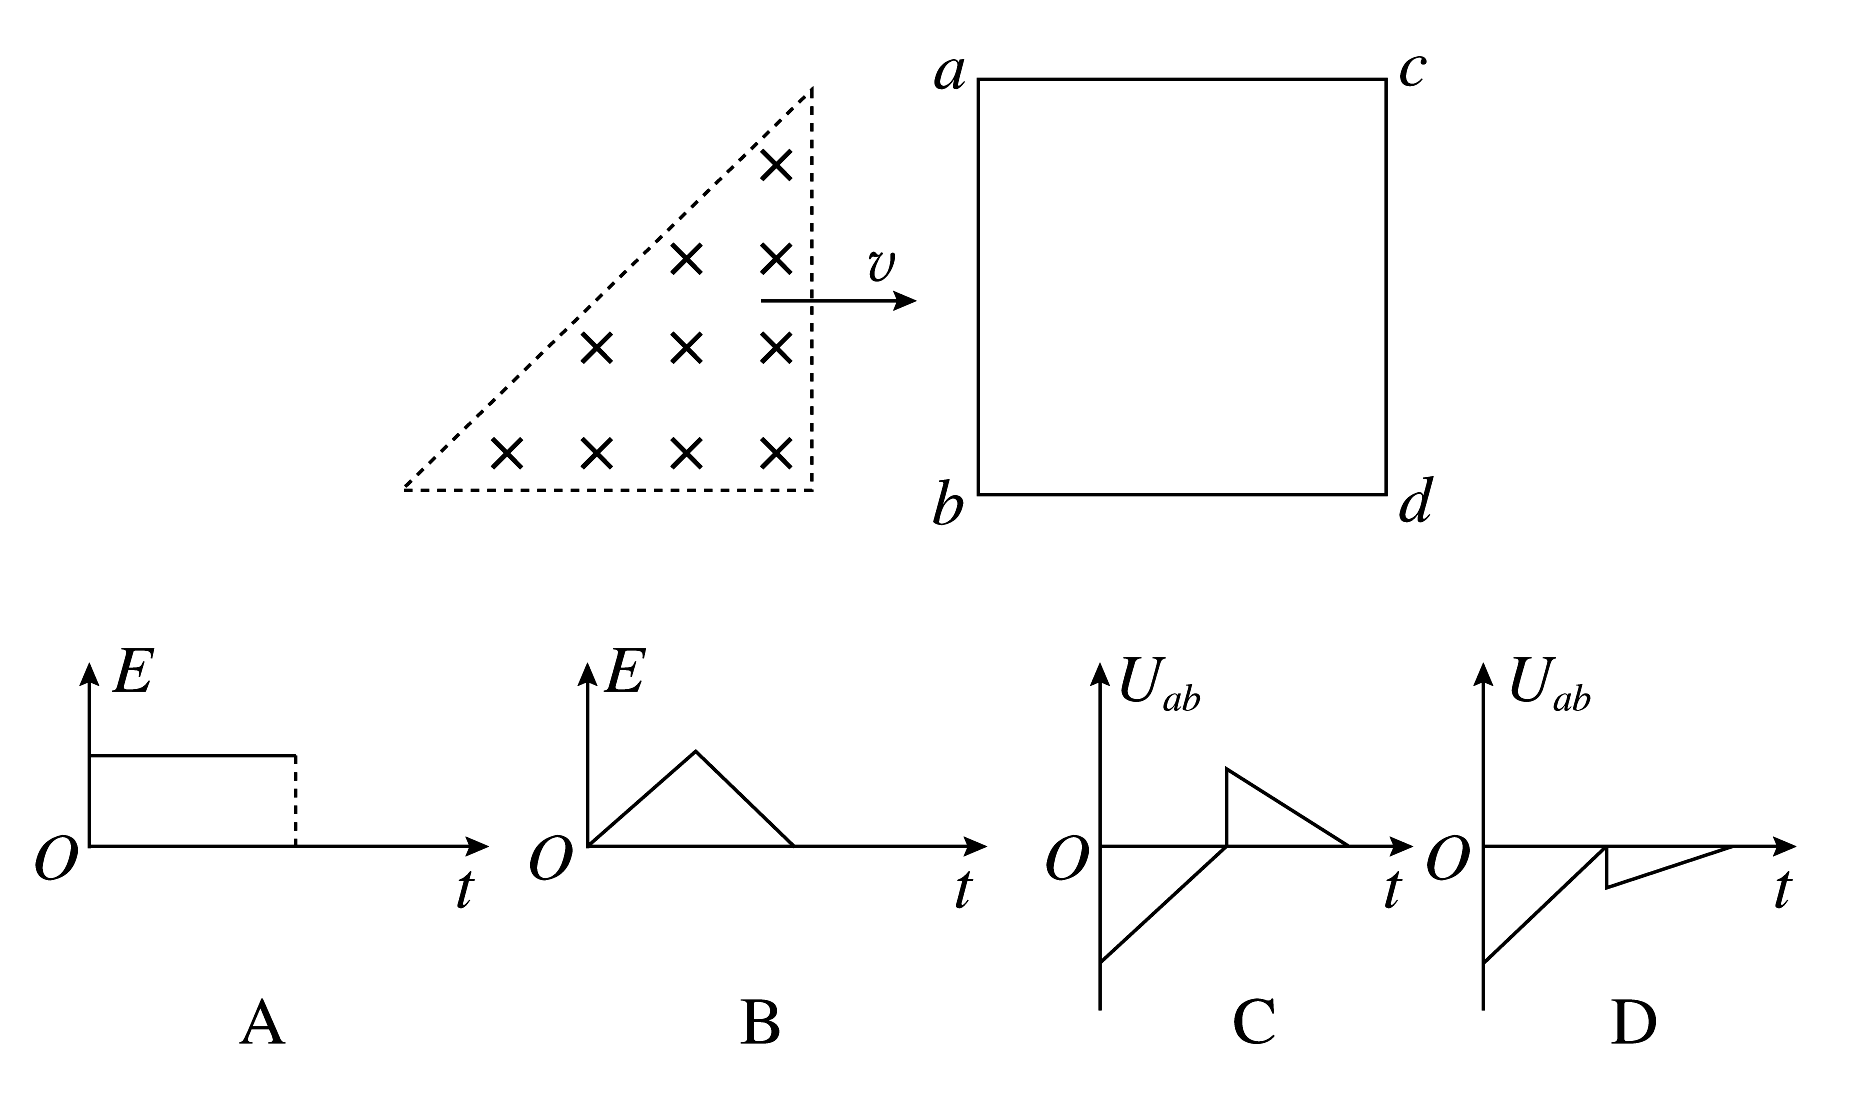 a c
v
b d
E E U_ab U_ab
O t O t O t O t
A B C D